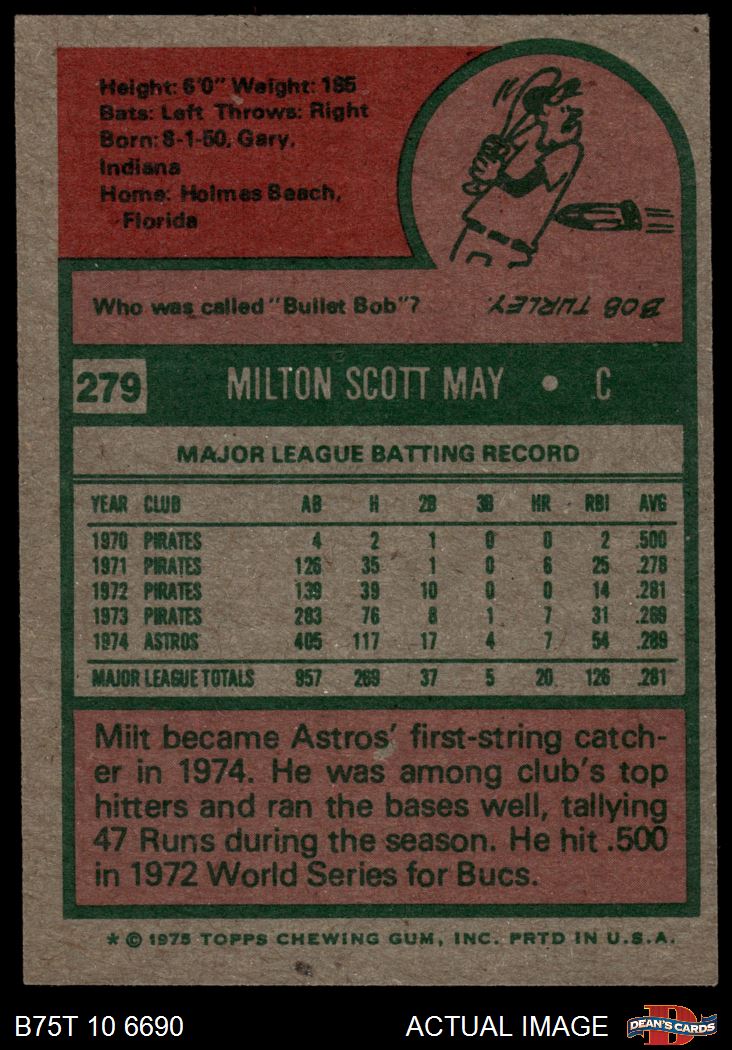 Height: 6'0" Weight: 185
Bats: Left Throws: Right
Born: 8-1-50, Gary,
Indiana
Home: Holmes Beach,
Florida
Who was called "Bullet Bob"?
BOB TURLEY.
279 MILTON SCOTT MAY • C
MAJOR LEAGUE BATTING RECORD
YEAR CLUB AB H 2B 3B HR RBI AVG
1970 PIRATES 4 2 1 0 0 2 .500
1971 PIRATES 126 35 1 0 6 25 .278
1972 PIRATES 139 39 10 0 0 14 .281
1973 PIRATES 283 76 8 1 7 31 .269
1974 ASTROS 405 117 17 4 7 54 .289
MAJOR LEAGUE TOTALS 957 269 37 5 20 126 .281
Milt became Astros' first-string catch-
er in 1974. He was among club's top
hitters and ran the bases well, tallying
47 Runs during the season. He hit .500
in 1972 World Series for Bucs.
* © 1975 TOPPS CHEWING GUM, INC. PRTD IN U.S.A.
B75T 10 6690 ACTUAL IMAGE D DEAN'S CARDS